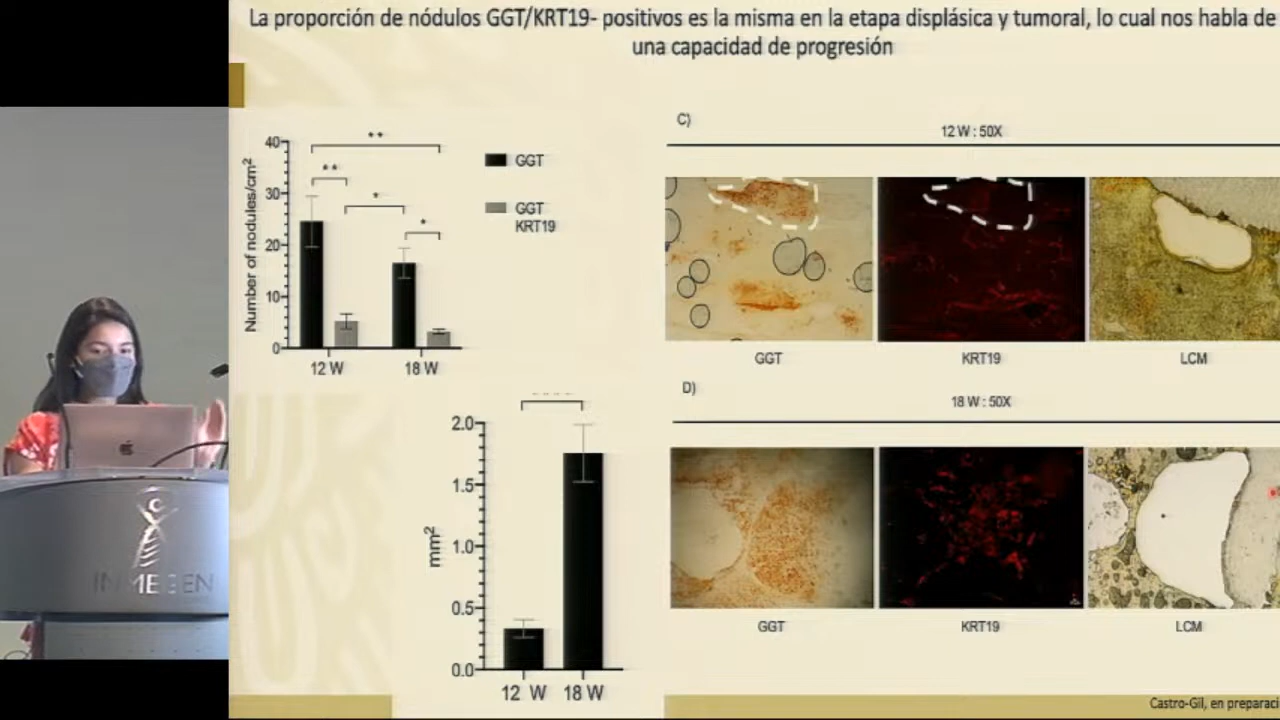 La proporción de nódulos GGT/KRT19- positivos es la misma en la etapa displásica y tumoral, lo cual nos habla de
una capacidad de progresión
Number of nodules/cm²
40
30
20
10
0
**
**
*
*
12 W
18 W
GGT
GGT
KRT19
C)
12 W : 50X
GGT
KRT19
LCM
D)
18 W : 50X
GGT
KRT19
LCM
mm²
2.0
1.5
1.0
0.5
0.0
12 W
18 W
INMEGEN
Castro-Gil, en preparaci